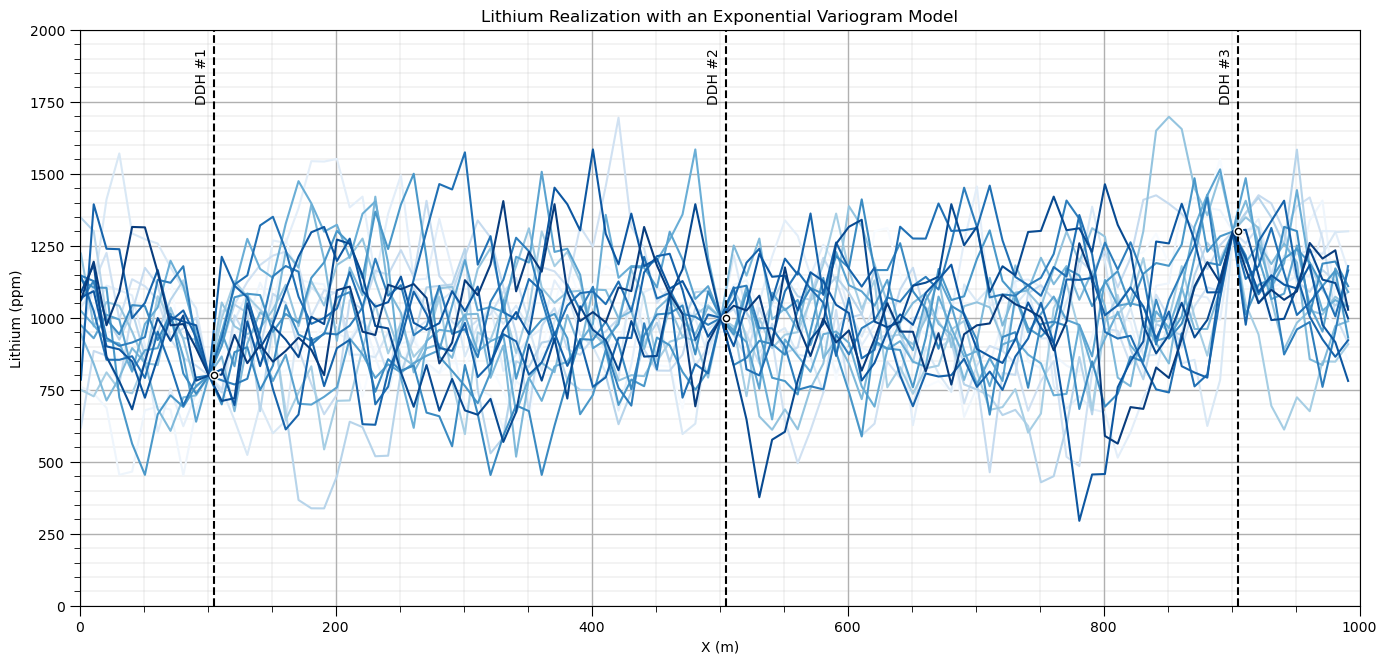 Lithium Realization with an Exponential Variogram Model
2000
1750
1500
1250
1000
750
500
250
0
Lithium (ppm)
DDH #1
DDH #2
DDH #3
0
200
400
600
800
1000
X (m)